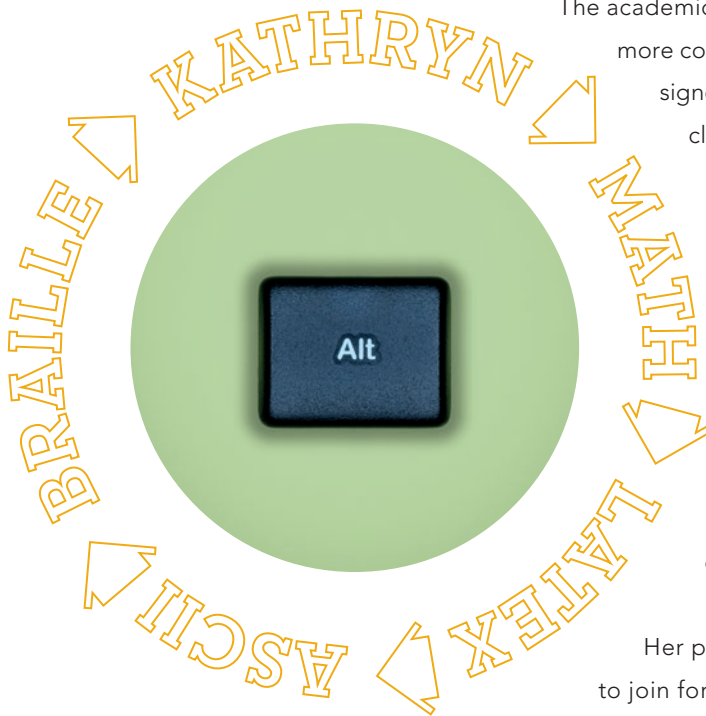 The academic
more co
signe
cl
KATHRYN
MATH
LATEX
ASCII
BRAILLE
Alt
Her p
to join for